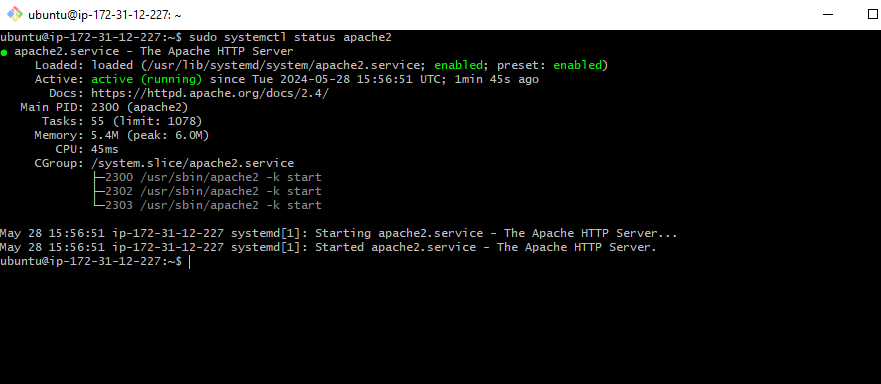 ubuntu@ip-172-31-12-227: ~
ubuntu@ip-172-31-12-227:~$ sudo systemctl status apache2
● apache2.service - The Apache HTTP Server
     Loaded: loaded (/usr/lib/systemd/system/apache2.service; enabled; preset: enabled)
     Active: active (running) since Tue 2024-05-28 15:56:51 UTC; 1min 45s ago
       Docs: https://httpd.apache.org/docs/2.4/
   Main PID: 2300 (apache2)
      Tasks: 55 (limit: 1078)
     Memory: 5.4M (peak: 6.0M)
        CPU: 45ms
     CGroup: /system.slice/apache2.service
             ├─2300 /usr/sbin/apache2 -k start
             ├─2302 /usr/sbin/apache2 -k start
             └─2303 /usr/sbin/apache2 -k start
May 28 15:56:51 ip-172-31-12-227 systemd[1]: Starting apache2.service - The Apache HTTP Server...
May 28 15:56:51 ip-172-31-12-227 systemd[1]: Started apache2.service - The Apache HTTP Server.
ubuntu@ip-172-31-12-227:~$